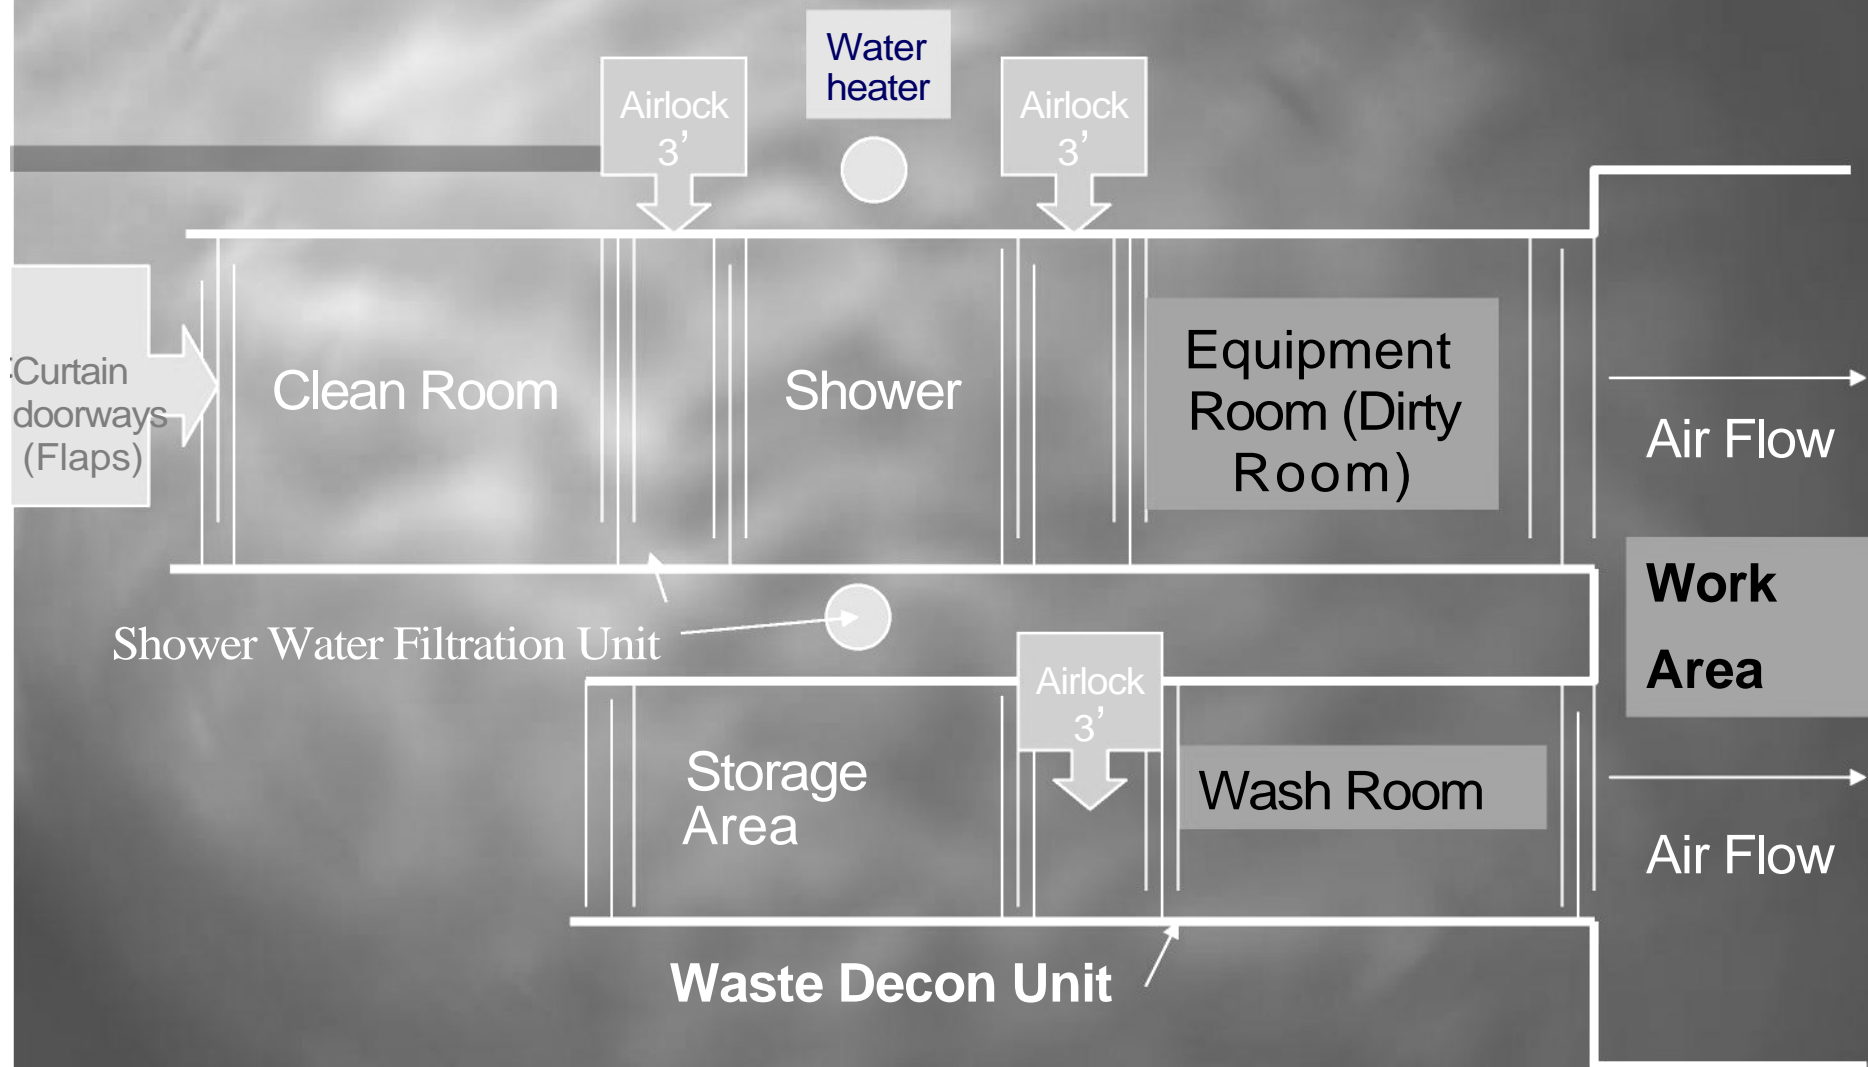 Water
heater
Airlock
3’
Airlock
3’
Curtain
doorways
(Flaps)
Clean Room
Shower
Equipment
Room (Dirty
Room)
Air Flow
Work
Area
Shower Water Filtration Unit
Airlock
3’
Storage
Area
Wash Room
Air Flow
Waste Decon Unit